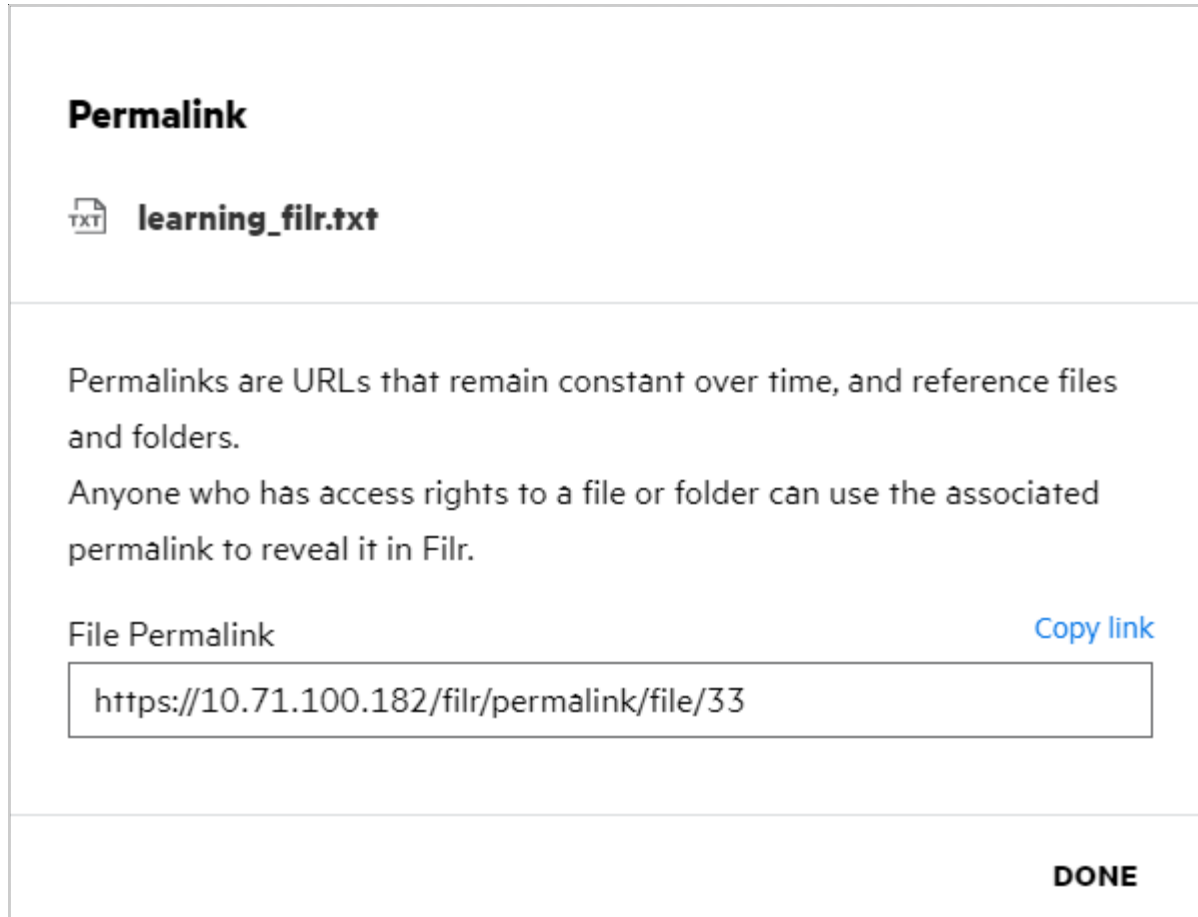 Permalink
TXT learning_filr.txt
Permalinks are URLs that remain constant over time, and reference files
and folders.
Anyone who has access rights to a file or folder can use the associated
permalink to reveal it in Filr.
File Permalink Copy link
https://10.71.100.182/filr/permalink/file/33
DONE